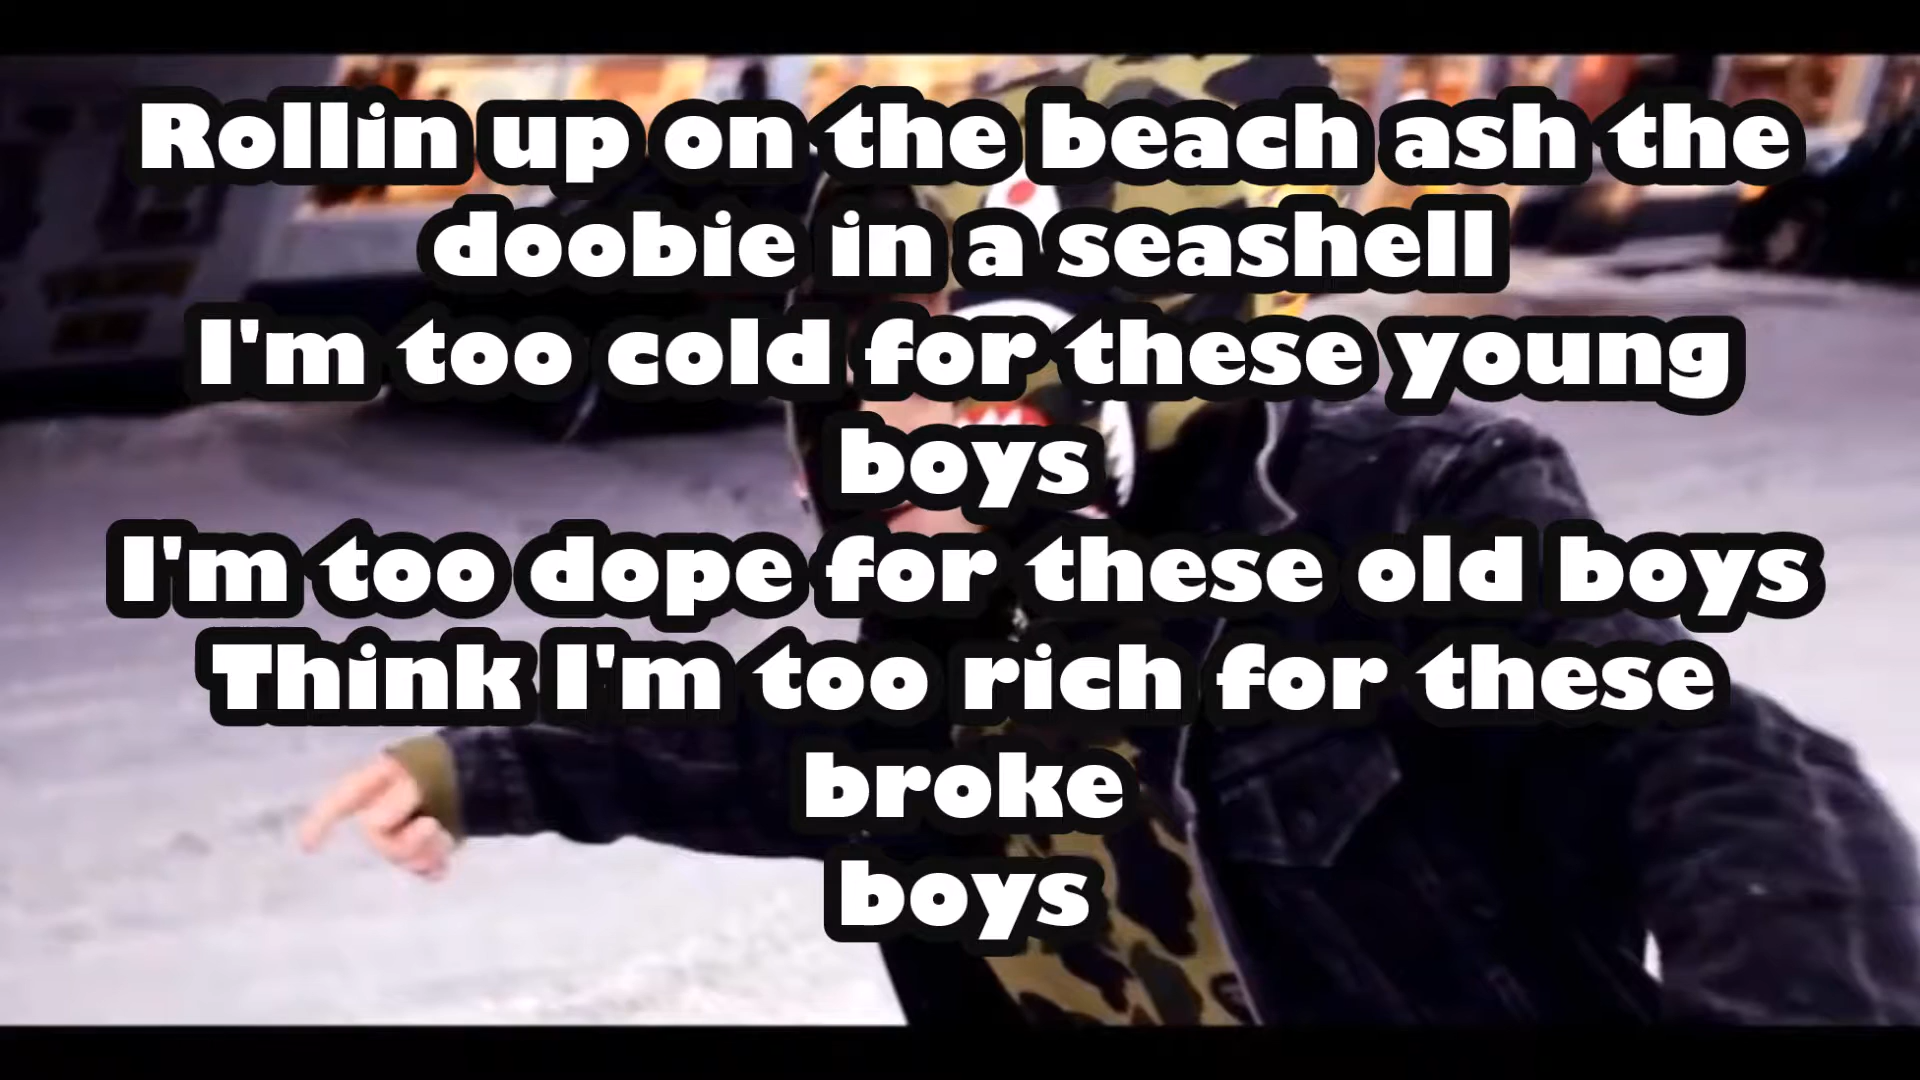 Rollin up on the beach ash the
doobie in a seashell
I'm too cold for these young
boys
I'm too dope for these old boys
Think I'm too rich for these
broke
boys